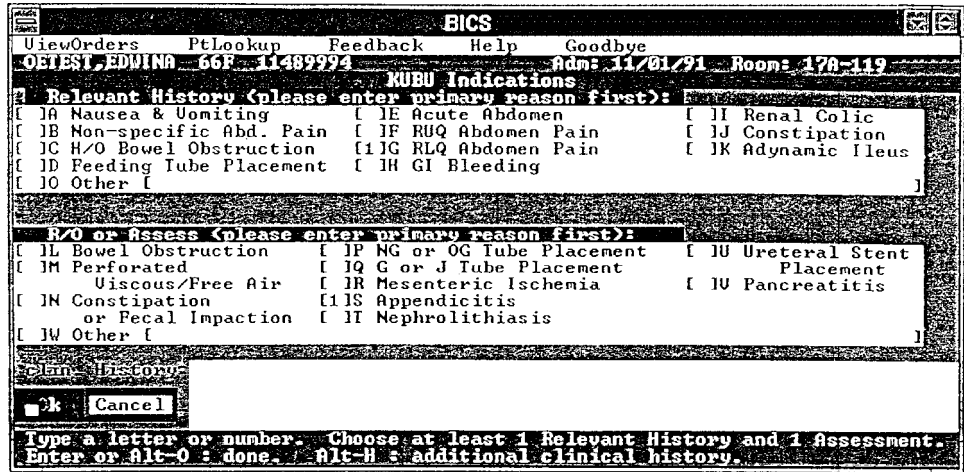 BICS
ViewOrders PtLookup Feedback Help Goodbye
OETEST,EDWINA 66F 11489994 Adm: 11/01/91 Room: 17A-119
KUBU Indications
Relevant History (please enter primary reason first):
[ ]A Nausea & Vomiting [ ]E Acute Abdomen [ ]I Renal Colic
[ ]B Non-specific Abd. Pain [ ]F RUQ Abdomen Pain [ ]J Constipation
[ ]C H/O Bowel Obstruction [1]G RLQ Abdomen Pain [ ]K Adynamic Ileus
[ ]D Feeding Tube Placement [ ]H GI Bleeding
[ ]O Other [ ]
R/O or Assess (please enter primary reason first):
[ ]L Bowel Obstruction [ ]P NG or OG Tube Placement [ ]U Ureteral Stent
[ ]M Perforated [ ]Q G or J Tube Placement Placement
Viscous/Free Air [ ]R Mesenteric Ischemia [ ]V Pancreatitis
[ ]N Constipation [1]S Appendicitis
or Fecal Impaction [ ]T Nephrolithiasis
[ ]W Other [ ]
Clin. History:
Ok Cancel
Type a letter or number. Choose at least 1 Relevant History and 1 Assessment.
Enter or Alt-O : done. / Alt-H : additional clinical history.